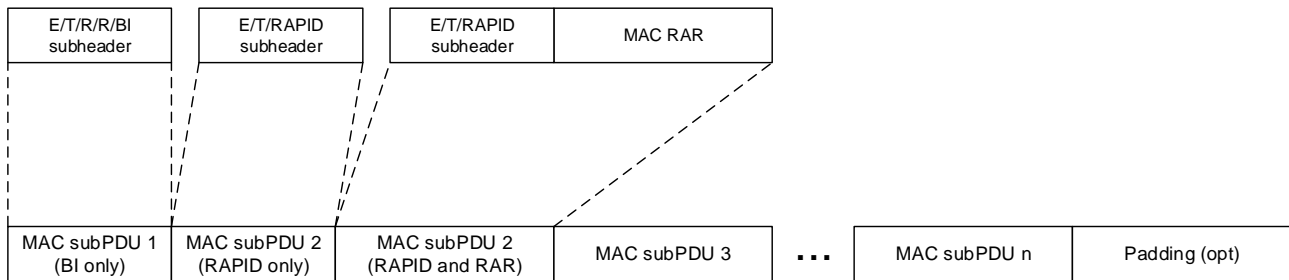 E/T/R/R/BI
subheader
E/T/RAPID
subheader
E/T/RAPID
subheader
MAC RAR
MAC subPDU 1
(BI only)
MAC subPDU 2
(RAPID only)
MAC subPDU 2
(RAPID and RAR)
MAC subPDU 3
...
MAC subPDU n
Padding (opt)